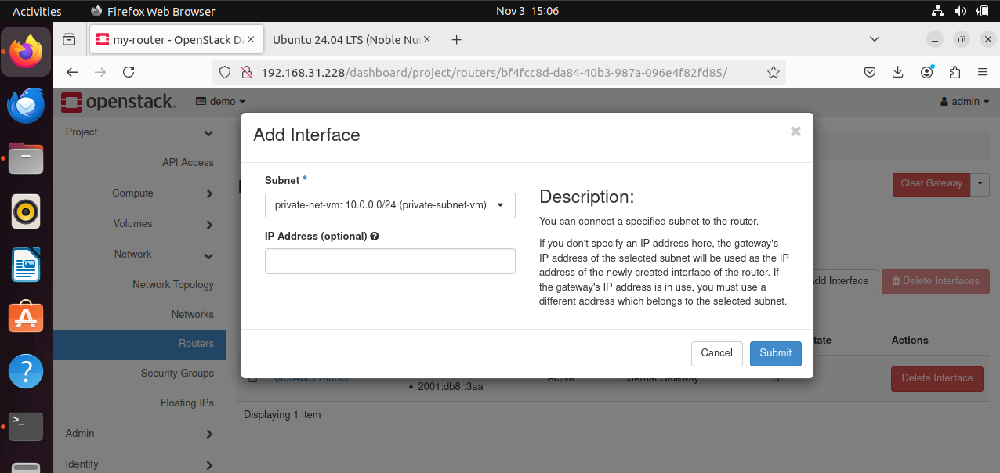 Activities Firefox Web Browser Nov 3 15:06
my-router - OpenStack Da Ubuntu 24.04 LTS (Noble Nu
192.168.31.228/dashboard/project/routers/bf4fcc8d-da84-40b3-987a-096e4f82fd85/
openstack. demo admin
Project
API Access
Compute
Volumes
Network
Network Topology
Networks
Routers
Security Groups
Floating IPs
Admin
Identity
Clear Gateway
Add Interface
Subnet *
private-net-vm: 10.0.0.0/24 (private-subnet-vm)
IP Address (optional)
Description:
You can connect a specified subnet to the router.
If you don't specify an IP address here, the gateway's
IP address of the selected subnet will be used as the IP
address of the newly created interface of the router. If
the gateway's IP address is in use, you must use a
different address which belongs to the selected subnet.
Cancel Submit
Add Interface Delete Interfaces
Actions
2001:db8::3aa Active External Gateway UP Delete Interface
Displaying 1 item